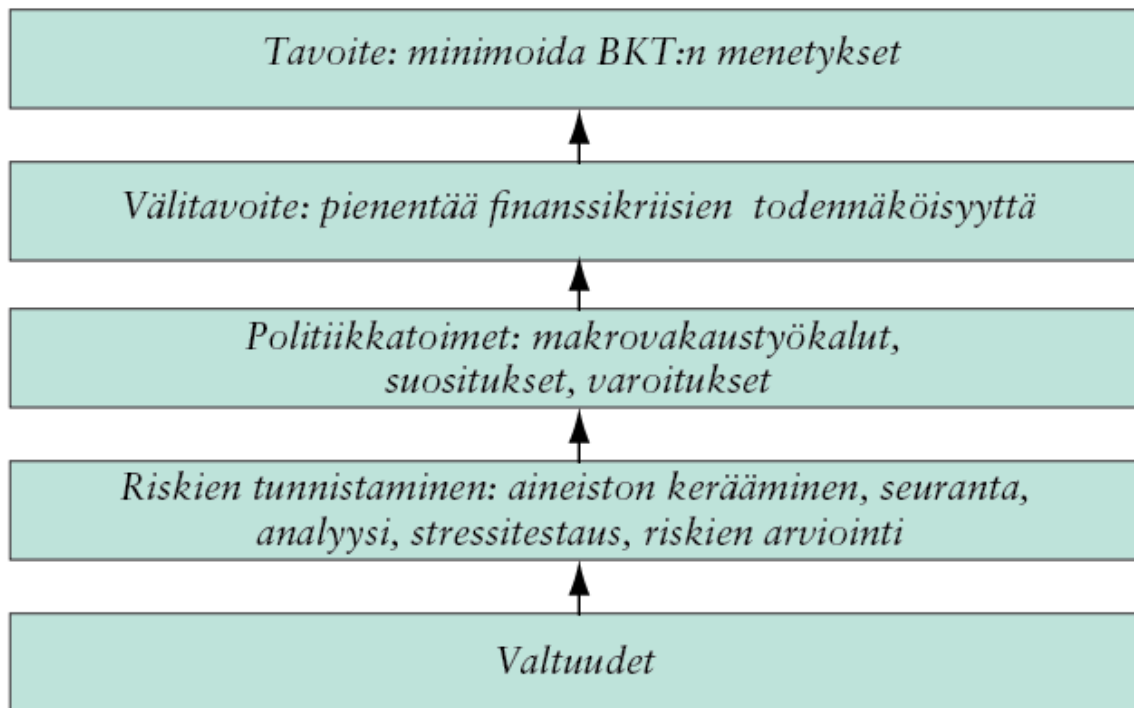 Tavoite: minimoida BKT:n menetykset
Välitavoite: pienentää finanssikriisien todennäköisyyttä
Politiikkatoimet: makrovakaustyökalut,
suositukset, varoitukset
Riskien tunnistaminen: aineiston kerääminen, seuranta,
analyysi, stressitestaus, riskien arviointi
Valtuudet